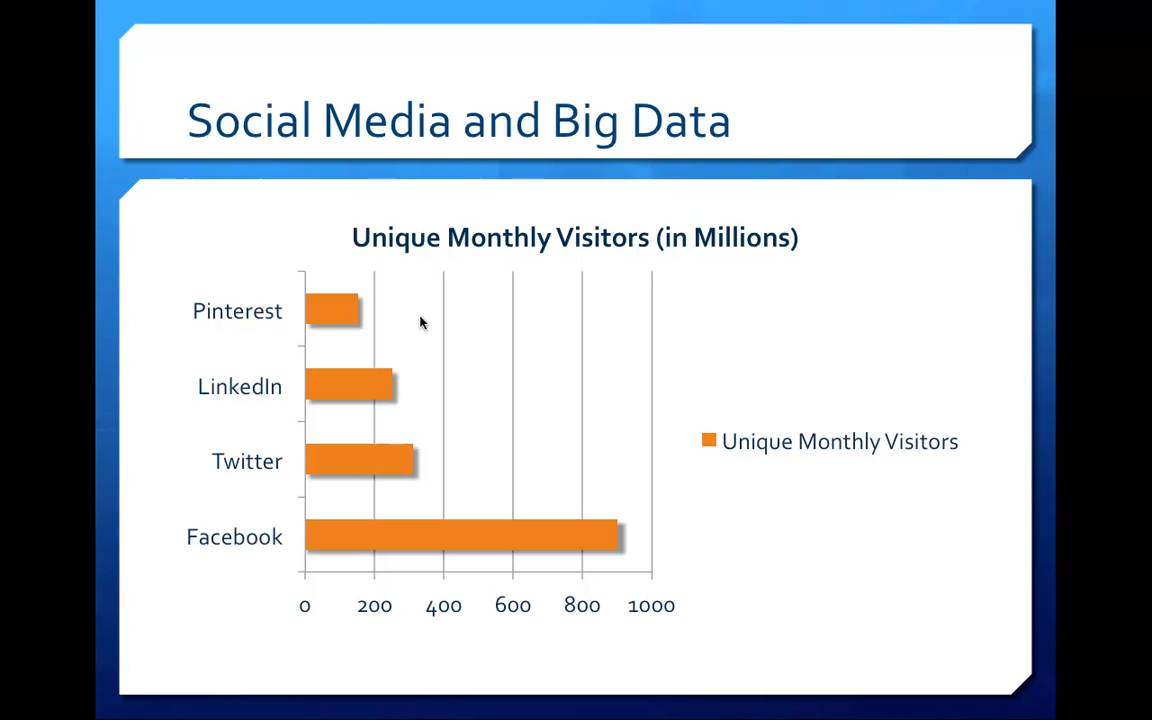 Social Media and Big Data
Unique Monthly Visitors (in Millions)
Pinterest
LinkedIn
Twitter
Facebook
0 200 400 600 800 1000
Unique Monthly Visitors